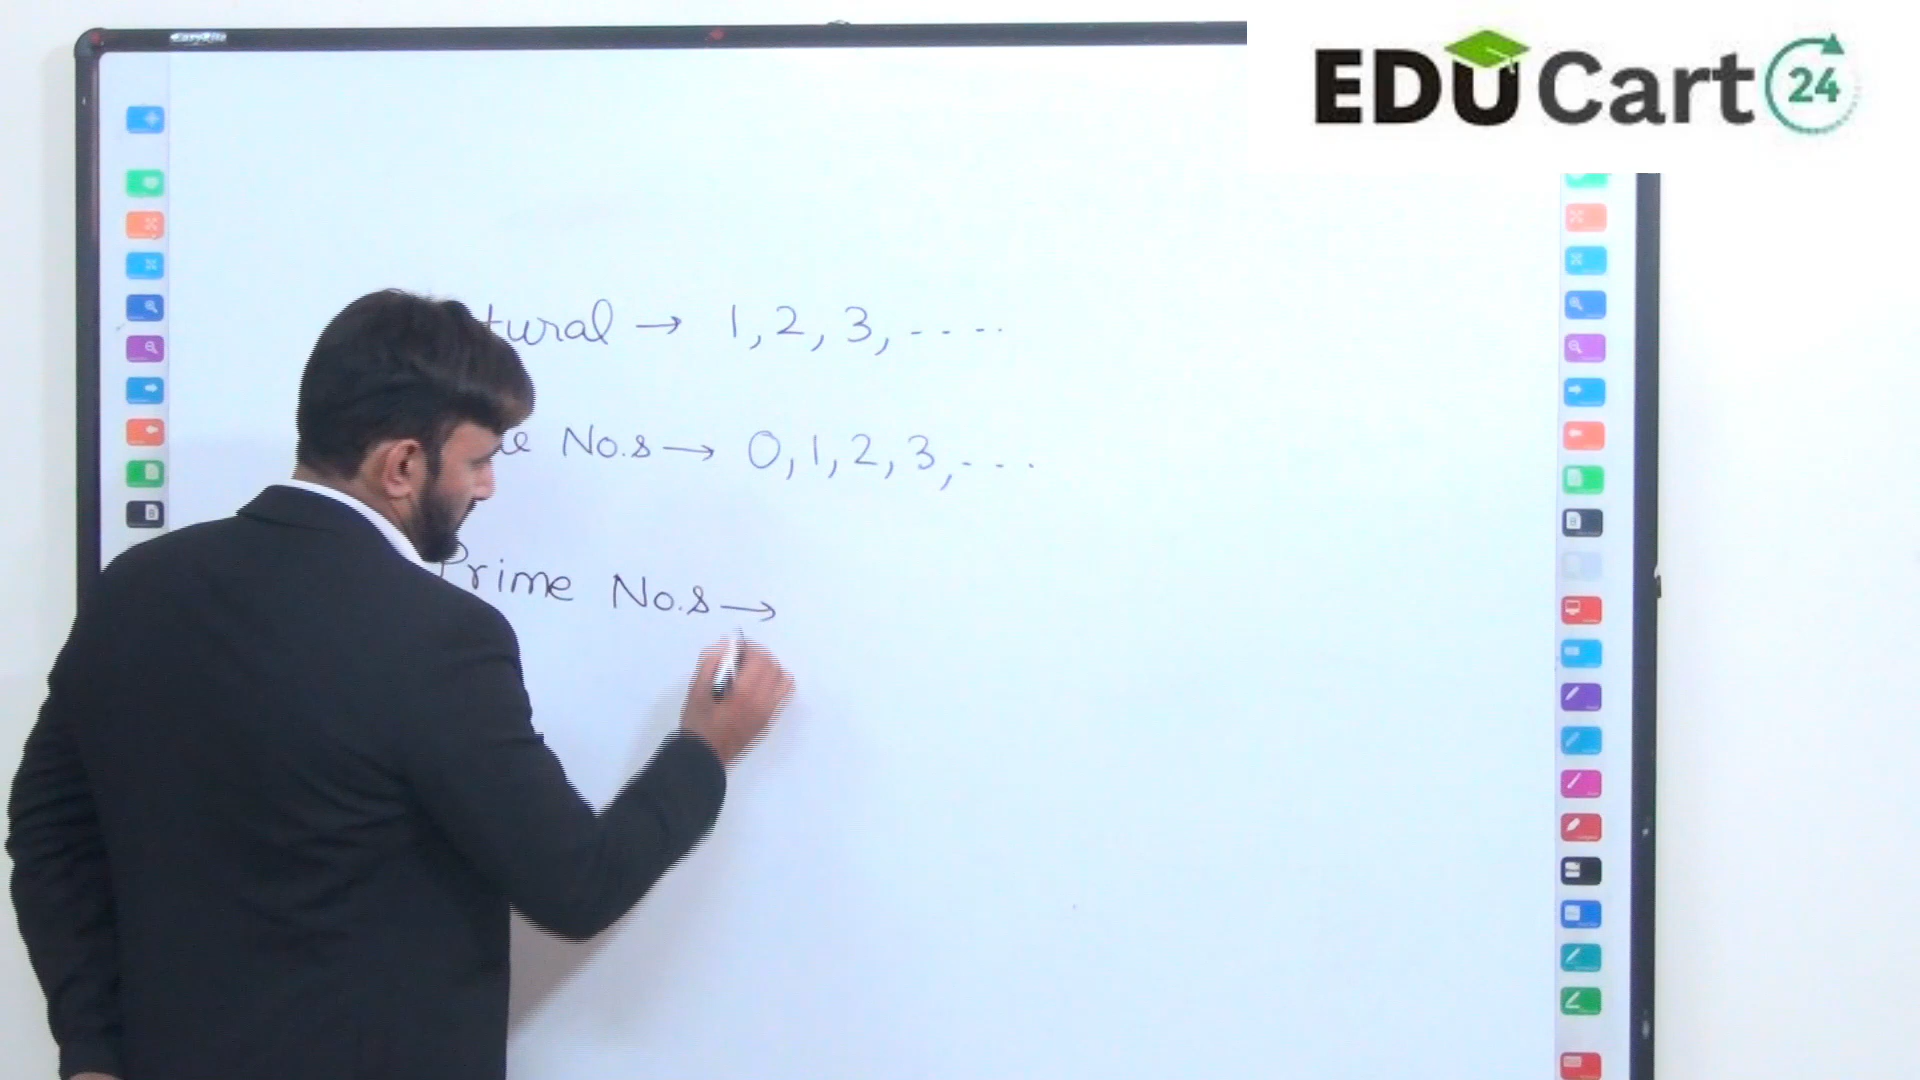 EDUCart 24
tural → 1, 2, 3, - - - -
e No.s → 0, 1, 2, 3, - - -
Prime No.s →